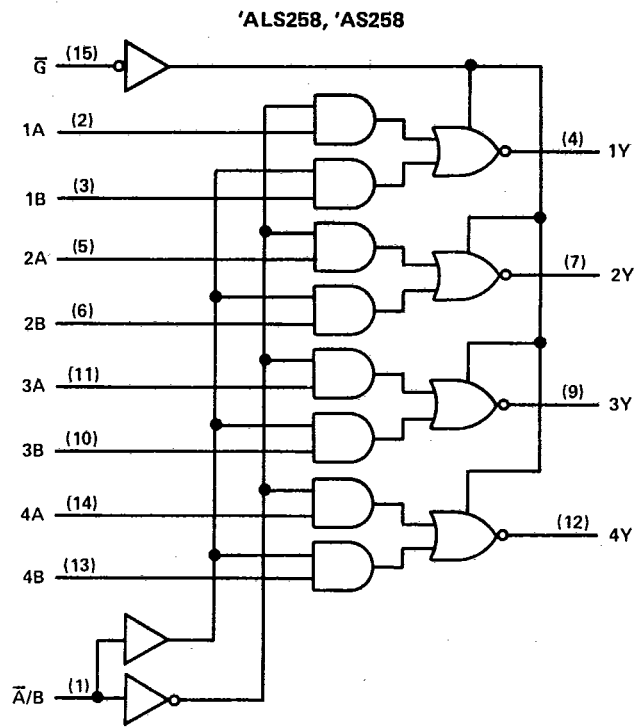 'ALS258, 'AS258
G̅ (15)
1A (2)
(4) 1Y
1B (3)
2A (5)
(7) 2Y
2B (6)
3A (11)
(9) 3Y
3B (10)
4A (14)
(12) 4Y
4B (13)
A̅/B (1)